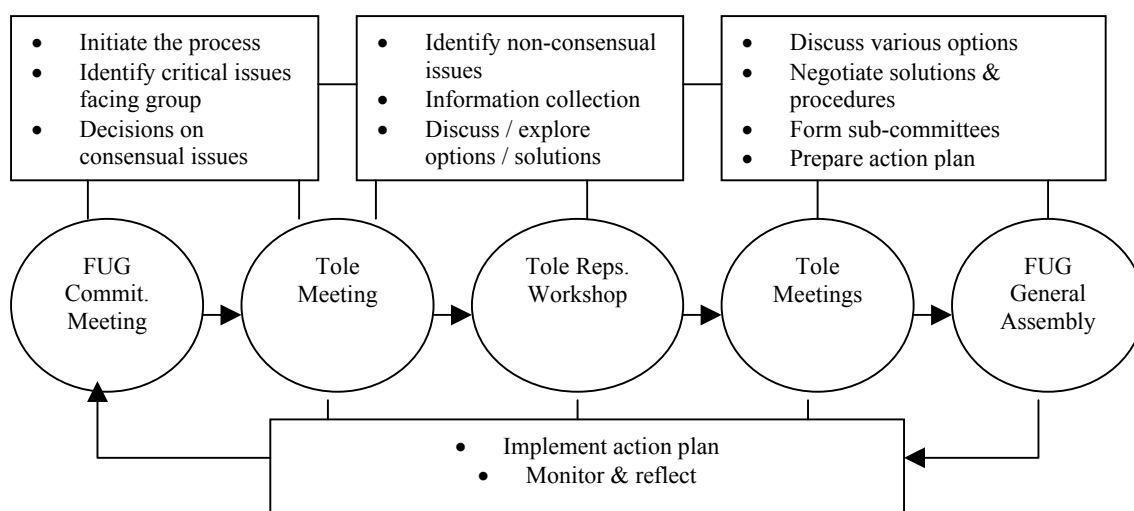 • Initiate the process
• Identify critical issues
facing group
• Decisions on
consensual issues
• Identify non-consensual
issues
• Information collection
• Discuss / explore
options / solutions
• Discuss various options
• Negotiate solutions &
procedures
• Form sub-committees
• Prepare action plan
FUG
Commit.
Meeting
Tole
Meeting
Tole Reps.
Workshop
Tole
Meetings
FUG
General
Assembly
• Implement action plan
• Monitor & reflect